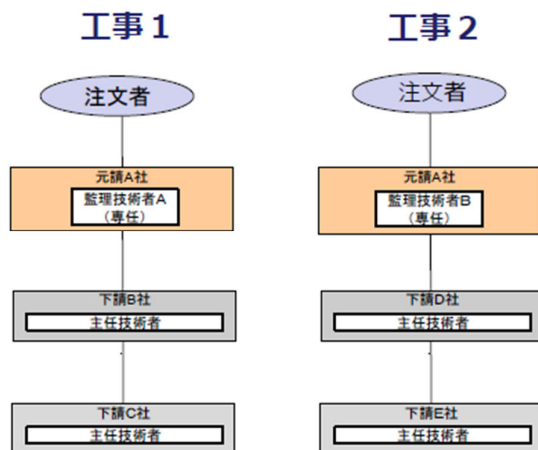 工事１
注文者
元請A社
監理技術者A
（専任）
下請B社
主任技術者
下請C社
主任技術者
工事２
注文者
元請A社
監理技術者B
（専任）
下請D社
主任技術者
下請E社
主任技術者